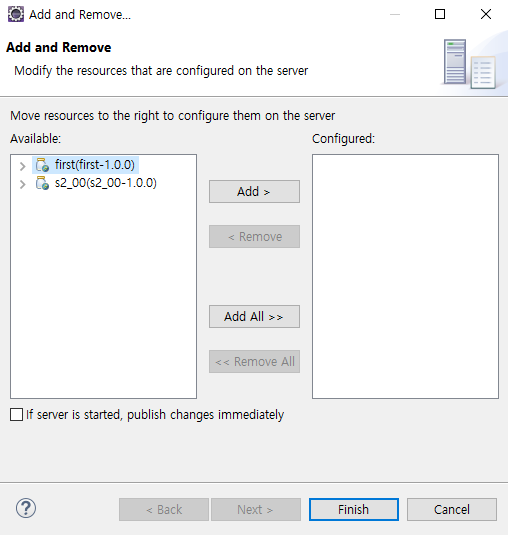 Add and Remove...
Add and Remove
Modify the resources that are configured on the server
Move resources to the right to configure them on the server
Available:
Configured:
first(first-1.0.0)
s2_00(s2_00-1.0.0)
Add >
< Remove
Add All >>
<< Remove All
If server is started, publish changes immediately
?
< Back
Next >
Finish
Cancel